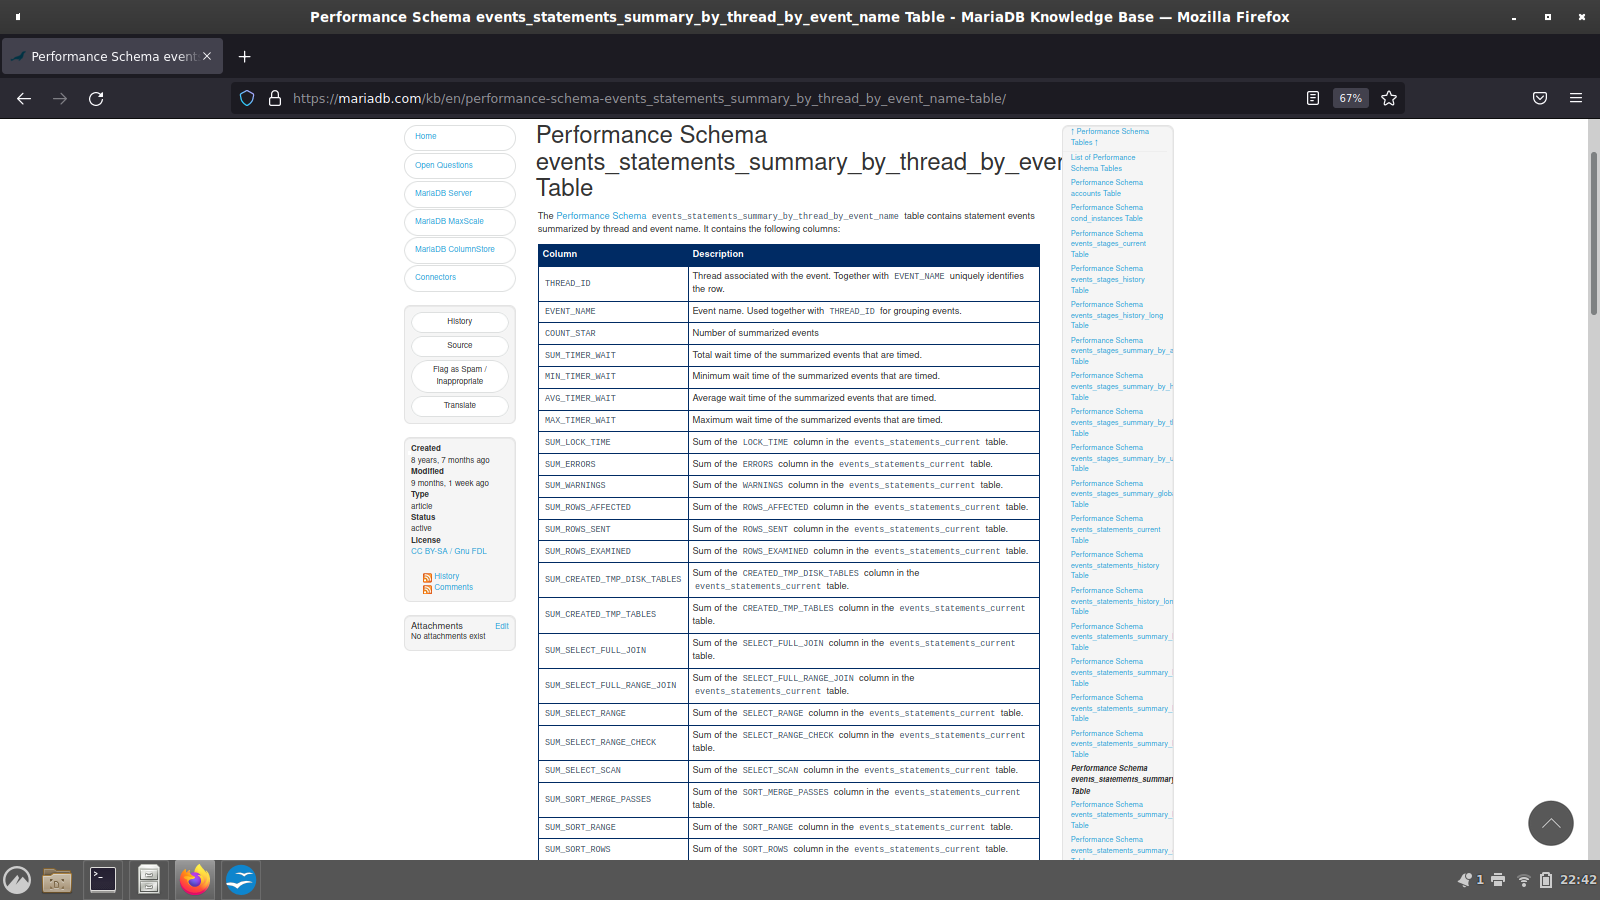 Performance Schema events_statements_summary_by_thread_by_event_name Table - MariaDB Knowledge Base — Mozilla Firefox
Performance Schema event
https://mariadb.com/kb/en/performance-schema-events_statements_summary_by_thread_by_event_name-table/
67%
Home
Open Questions
MariaDB Server
MariaDB MaxScale
MariaDB ColumnStore
Connectors
History
Source
Flag as Spam /
Inappropriate
Translate
Created
8 years, 7 months ago
Modified
9 months, 1 week ago
Type
article
Status
active
License
CC BY-SA / Gnu FDL
History
Comments
Attachments Edit
No attachments exist
Performance Schema
events_statements_summary_by_thread_by_even
Table
The Performance Schema events_statements_summary_by_thread_by_event_name table contains statement events
summarized by thread and event name. It contains the following columns:
Column Description
THREAD_ID Thread associated with the event. Together with EVENT_NAME uniquely identifies
the row.
EVENT_NAME Event name. Used together with THREAD_ID for grouping events.
COUNT_STAR Number of summarized events
SUM_TIMER_WAIT Total wait time of the summarized events that are timed.
MIN_TIMER_WAIT Minimum wait time of the summarized events that are timed.
AVG_TIMER_WAIT Average wait time of the summarized events that are timed.
MAX_TIMER_WAIT Maximum wait time of the summarized events that are timed.
SUM_LOCK_TIME Sum of the LOCK_TIME column in the events_statements_current table.
SUM_ERRORS Sum of the ERRORS column in the events_statements_current table.
SUM_WARNINGS Sum of the WARNINGS column in the events_statements_current table.
SUM_ROWS_AFFECTED Sum of the ROWS_AFFECTED column in the events_statements_current table.
SUM_ROWS_SENT Sum of the ROWS_SENT column in the events_statements_current table.
SUM_ROWS_EXAMINED Sum of the ROWS_EXAMINED column in the events_statements_current table.
SUM_CREATED_TMP_DISK_TABLES Sum of the CREATED_TMP_DISK_TABLES column in the
events_statements_current table.
SUM_CREATED_TMP_TABLES Sum of the CREATED_TMP_TABLES column in the events_statements_current
table.
SUM_SELECT_FULL_JOIN Sum of the SELECT_FULL_JOIN column in the events_statements_current
table.
SUM_SELECT_FULL_RANGE_JOIN Sum of the SELECT_FULL_RANGE_JOIN column in the
events_statements_current table.
SUM_SELECT_RANGE Sum of the SELECT_RANGE column in the events_statements_current table.
SUM_SELECT_RANGE_CHECK Sum of the SELECT_RANGE_CHECK column in the events_statements_current
table.
SUM_SELECT_SCAN Sum of the SELECT_SCAN column in the events_statements_current table.
SUM_SORT_MERGE_PASSES Sum of the SORT_MERGE_PASSES column in the events_statements_current
table.
SUM_SORT_RANGE Sum of the SORT_RANGE column in the events_statements_current table.
SUM_SORT_ROWS Sum of the SORT_ROWS column in the events_statements_current table.
↑ Performance Schema
Tables ↑
List of Performance
Schema Tables
Performance Schema
accounts Table
Performance Schema
cond_instances Table
Performance Schema
events_stages_current
Table
Performance Schema
events_stages_history
Table
Performance Schema
events_stages_history_long
Table
Performance Schema
events_stages_summary_by_a
Table
Performance Schema
events_stages_summary_by_h
Table
Performance Schema
events_stages_summary_by_t
Table
Performance Schema
events_stages_summary_by_u
Table
Performance Schema
events_stages_summary_globa
Table
Performance Schema
events_statements_current
Table
Performance Schema
events_statements_history
Table
Performance Schema
events_statements_history_lon
Table
Performance Schema
events_statements_summary_
Table
Performance Schema
events_statements_summary_
Table
Performance Schema
events_statements_summary_
Table
Performance Schema
events_statements_summary_
Table
Performance Schema
events_statements_summary
Table
Performance Schema
events_statements_summary_
Table
Performance Schema
events_statements_summary_
1
22:42